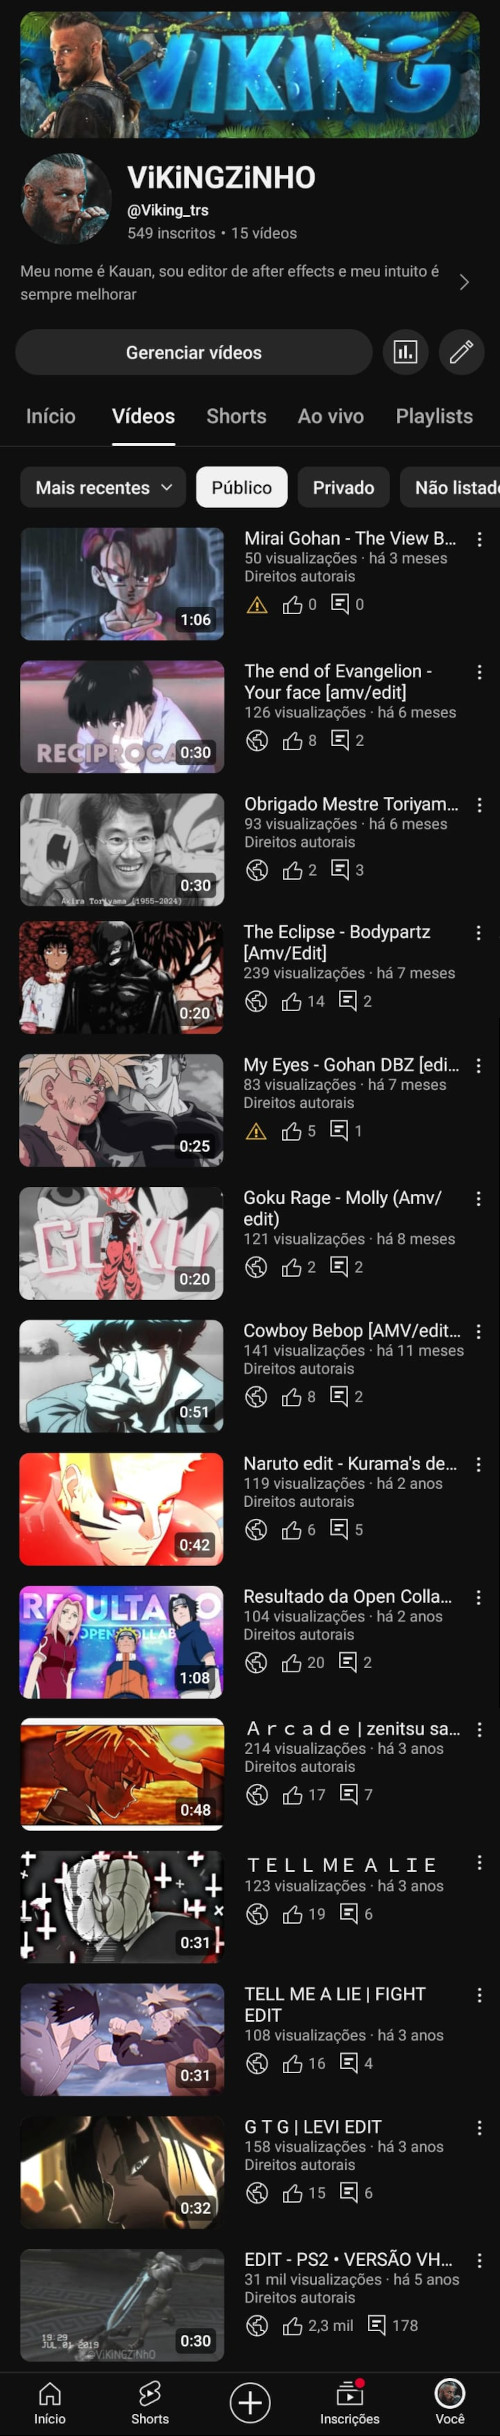 VIKING
ViKiNGZiNHO
@Viking_trs
549 inscritos • 15 vídeos
Meu nome é Kauan, sou editor de after effects e meu intuito é
sempre melhorar
Gerenciar vídeos
Início Vídeos Shorts Ao vivo Playlists
Mais recentes Público Privado Não listad
Mirai Gohan - The View B...
50 visualizações · há 3 meses
Direitos autorais
0 0
1:06
The end of Evangelion -
Your face [amv/edit]
126 visualizações · há 6 meses
8 2
RECIPROCA
0:30
Obrigado Mestre Toriyam...
93 visualizações · há 6 meses
Direitos autorais
2 3
0:30
Akira Toriyama (1955-2024)
The Eclipse - Bodypartz
[Amv/Edit]
239 visualizações · há 7 meses
14 2
0:20
My Eyes - Gohan DBZ [edi...
83 visualizações · há 7 meses
Direitos autorais
5 1
0:25
Goku Rage - Molly (Amv/
edit)
121 visualizações · há 8 meses
2 2
GOKU
0:20
Cowboy Bebop [AMV/edit...
141 visualizações · há 11 meses
Direitos autorais
8 2
0:51
Naruto edit - Kurama's de...
119 visualizações · há 2 anos
Direitos autorais
6 5
0:42
Resultado da Open Colla...
104 visualizações · há 2 anos
Direitos autorais
20 2
RESULTADO
OPEN COLLAB
1:08
Ａｒｃａｄｅ | zenitsu sa...
214 visualizações · há 3 anos
Direitos autorais
17 7
0:48
ＴＥＬＬ ＭＥ Ａ ＬＩＥ
123 visualizações · há 3 anos
19 6
0:31
TELL ME A LIE | FIGHT
EDIT
108 visualizações · há 3 anos
16 4
0:31
G T G | LEVI EDIT
158 visualizações · há 3 anos
Direitos autorais
15 6
0:32
EDIT - PS2 • VERSÃO VH...
31 mil visualizações · há 5 anos
Direitos autorais
2,3 mil 178
19:29
JUL.01 2019
@ViKiNGZiNhO
0:30
Início Shorts Inscrições Você